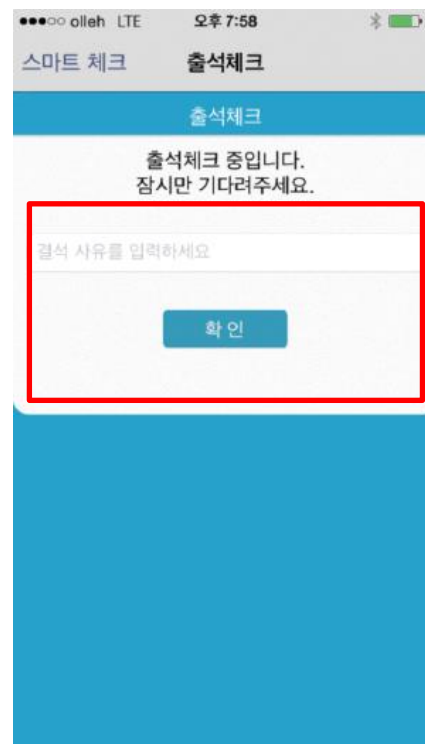 olleh LTE 오후 7:58
스마트 체크 출석체크
출석체크
출석체크 중입니다.
잠시만 기다려주세요.
결석 사유를 입력하세요
확 인